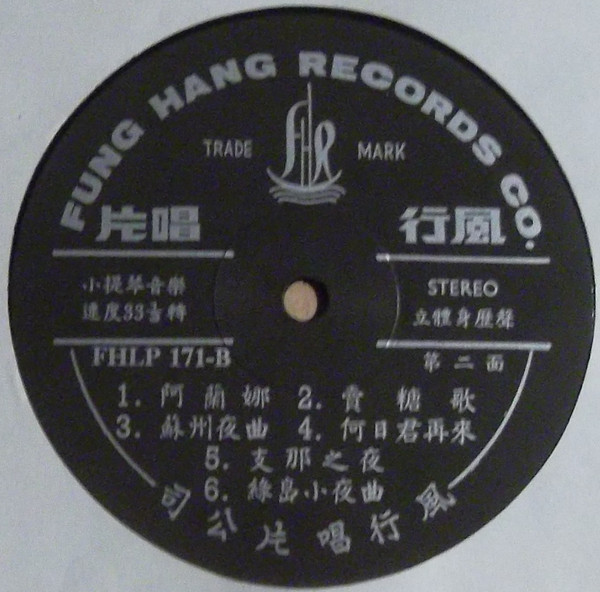 FUNG HANG RECORDS CO.
TRADE MARK
FHR
片唱 行風
小提琴音樂
速度33吉轉
STEREO
立體身歷聲
FHLP 171-B
第二面
1. 阿蘭娜 2. 賣糖歌
3. 蘇州夜曲 4. 何日君再來
5. 支那之夜
6. 綠島小夜曲
司公片唱行風